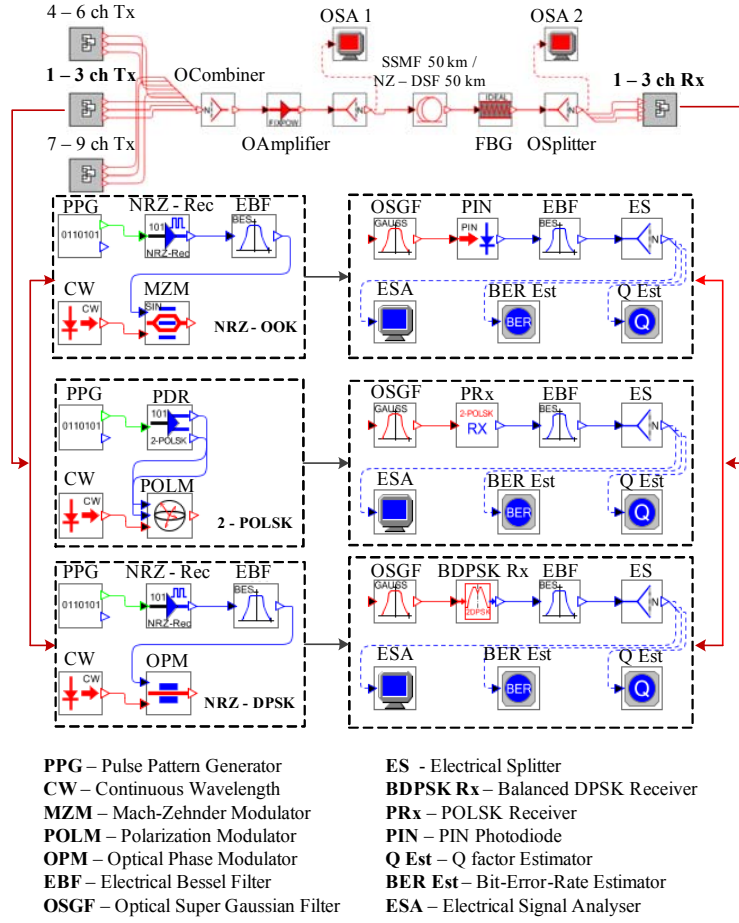 4 – 6 ch Tx
OSA 1
OSA 2
SSMF 50 km /
NZ – DSF 50 km
1 – 3 ch Tx
OCombiner
1 – 3 ch Rx
N
FIXPOW
N
IDEAL
N
OAmplifier
FBG
OSplitter
7 – 9 ch Tx
PPG
NRZ - Rec
EBF
OSGF
PIN
EBF
ES
0110101
101
NRZ-Rec
BES
GAUSS
PIN
BES
N
CW
MZM
ESA
BER Est
Q Est
CW
SIN
BER
Q
NRZ - OOK
PPG
PDR
OSGF
PRx
EBF
ES
0110101
101
2-POLSK
GAUSS
2-POLSK
RX
BES
N
CW
POLM
ESA
BER Est
Q Est
CW
BER
Q
2 - POLSK
PPG
NRZ - Rec
EBF
OSGF
BDPSK Rx
EBF
ES
0110101
101
NRZ-Rec
BES
GAUSS
2DPSK
BES
N
CW
OPM
ESA
BER Est
Q Est
CW
BER
Q
NRZ - DPSK
PPG – Pulse Pattern Generator
CW – Continuous Wavelength
MZM – Mach-Zehnder Modulator
POLM – Polarization Modulator
OPM – Optical Phase Modulator
EBF – Electrical Bessel Filter
OSGF – Optical Super Gaussian Filter
ES - Electrical Splitter
BDPSK Rx – Balanced DPSK Receiver
PRx – POLSK Receiver
PIN – PIN Photodiode
Q Est – Q factor Estimator
BER Est – Bit-Error-Rate Estimator
ESA – Electrical Signal Analyser